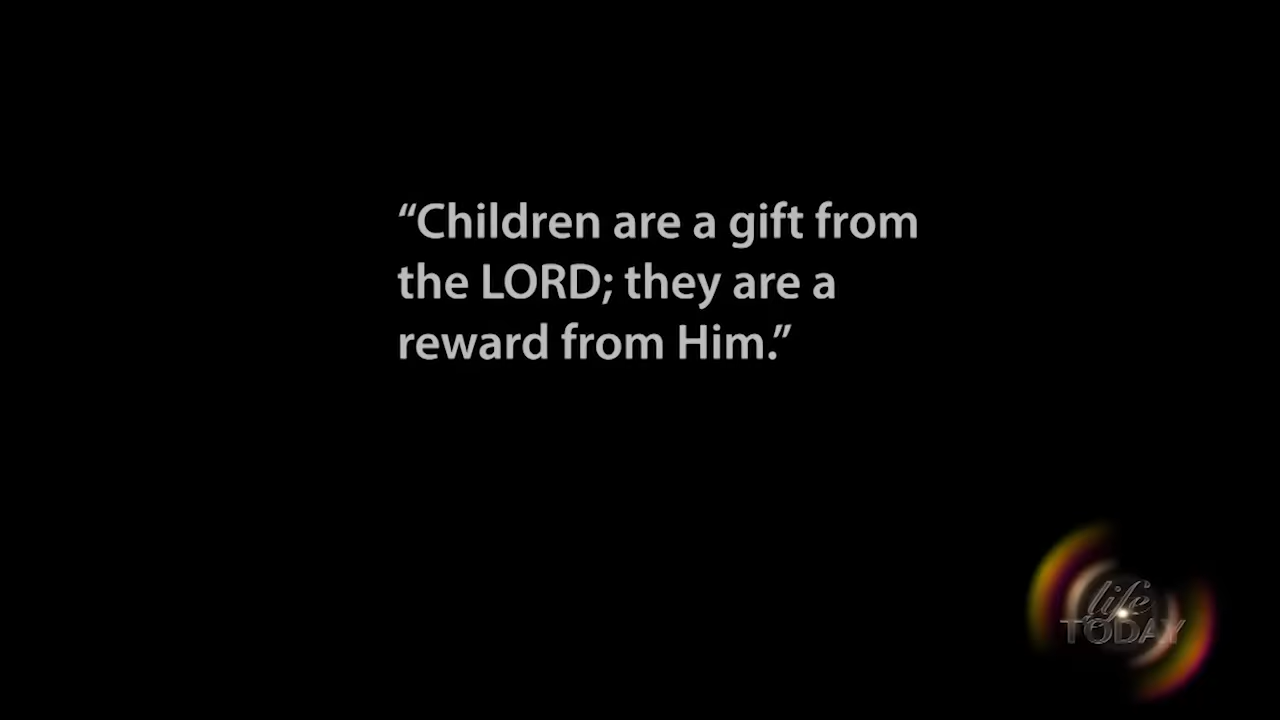 “Children are a gift from
the LORD; they are a
reward from Him.”
life
TODAY